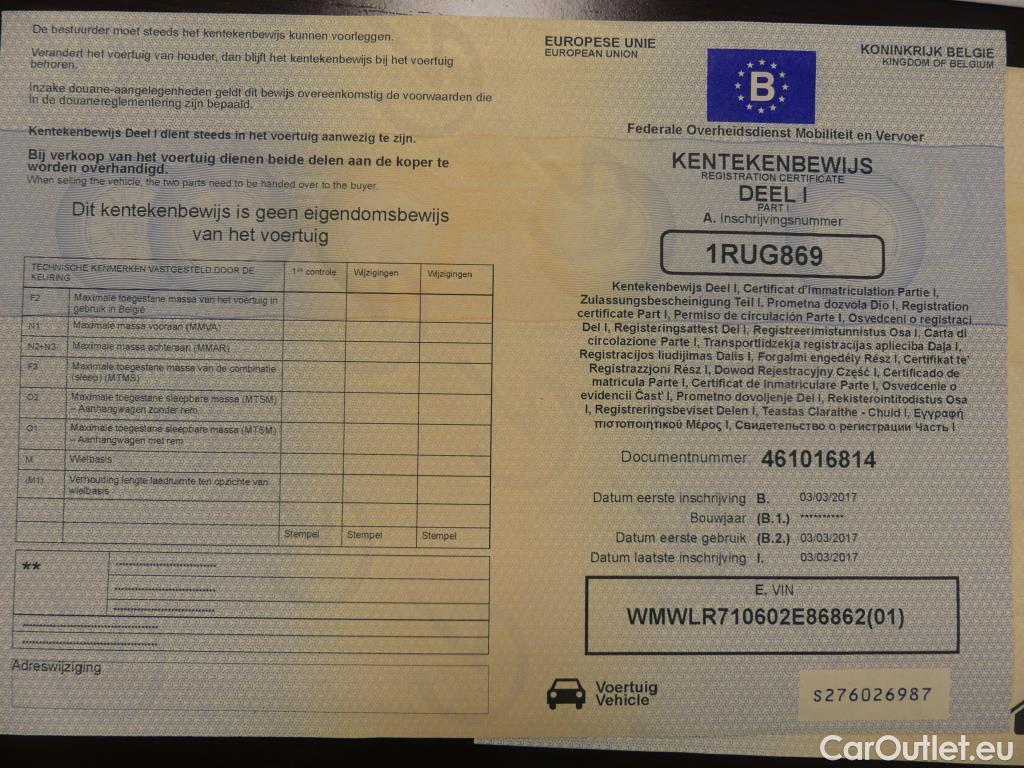 De bestuurder moet steeds het kentekenbewijs kunnen voorleggen.
Verandert het voertuig van houder, dan blijft het kentekenbewijs bij het voertuig
behoren.
Inzake douane-aangelegenheden geldt dit bewijs overeenkomstig de voorwaarden die
in de douanereglementering zijn bepaald.
Kentekenbewijs Deel I dient steeds in het voertuig aanwezig te zijn.
Bij verkoop van het voertuig dienen beide delen aan de koper te
worden overhandigd.
When selling the vehicle, the two parts need to be handed over to the buyer.
Dit kentekenbewijs is geen eigendomsbewijs
van het voertuig
TECHNISCHE KENMERKEN VASTGESTELD DOOR DE
KEURING
1ste controle
Wijzigingen
Wijzigingen
F2 Maximale toegestane massa van het voertuig in
gebruik in België
N1 Maximale massa vooraan (MMVA)
N2+N3 Maximale massa achteraan (MMAR)
F3 Maximale toegestane massa van de combinatie
(sleep) (MTMS)
O2 Maximale toegestane sleepbare massa (MTSM)
– Aanhangwagen zonder rem
O1 Maximale toegestane sleepbare massa (MTSM)
– Aanhangwagen met rem
M Wielbasis
(M1) Verhouding lengte laadruimte ten opzichte van
wielbasis
Stempel Stempel Stempel
**
Adreswijziging
EUROPESE UNIE
EUROPEAN UNION
B
KONINKRIJK BELGIE
KINGDOM OF BELGIUM
Federale Overheidsdienst Mobiliteit en Vervoer
KENTEKENBEWIJS
REGISTRATION CERTIFICATE
DEEL I
PART I
A. Inschrijvingsnummer
1RUG869
Kentekenbewijs Deel I, Certificat d'Immatriculation Partie I,
Zulassungsbescheinigung Teil I, Prometna dozvola Dio I, Registration
certificate Part I, Permiso de circulación Parte I, Osvedceni o registraci
Del I, Registeringsattest Del I, Registreerimistunnistus Osa I, Carta di
circolazione Parte I, Transportlidzekja registracijas aplieciba Daļa I,
Registracijos liudijimas Dalis I, Forgalmi engedély Rész I, Certifikat te'
Registrazzjoni Rész I, Dowod Rejestracyjny Część I, Certificado de
matricula Parte I, Certificat de Inmatriculare Parte I, Osvedcenie o
evidencii Čast' I, Prometno dovoljenje Del I, Rekisterointitodistus Osa
I, Registreringsbeviset Delen I, Teastas Claraithe - Chuid I, Εγγραφή
πιστοποιητικού Μέρος I, Свидетельство о регистрации Часть I
Documentnummer 461016814
Datum eerste inschrijving B. 03/03/2017
Bouwjaar (B.1.) **********
Datum eerste gebruik (B.2.) 03/03/2017
Datum laatste inschrijving I. 03/03/2017
E. VIN
WMWLR710602E86862(01)
Voertuig
Vehicle
S276026987
CarOutlet.eu